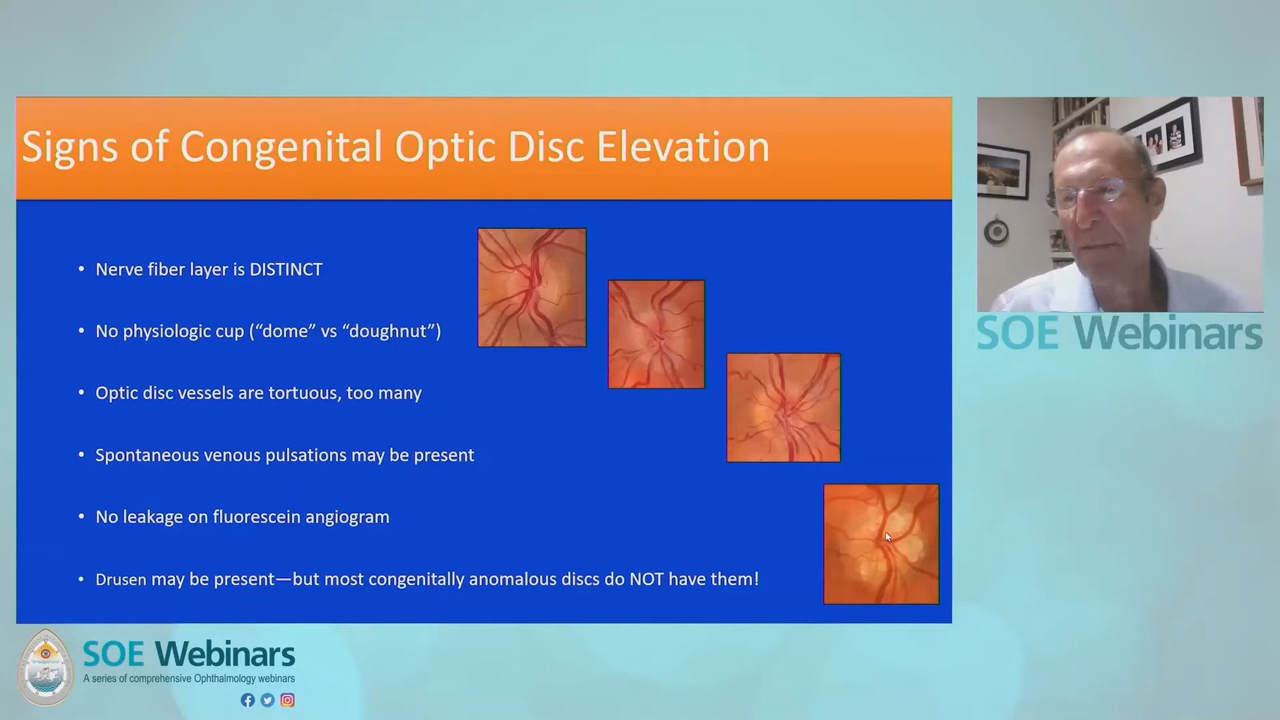 Signs of Congenital Optic Disc Elevation
• Nerve fiber layer is DISTINCT
• No physiologic cup (“dome” vs “doughnut”)
• Optic disc vessels are tortuous, too many
• Spontaneous venous pulsations may be present
• No leakage on fluorescein angiogram
• Drusen may be present—but most congenitally anomalous discs do NOT have them!
SOE Webinars
SOE Webinars
A series of comprehensive Ophthalmology webinars